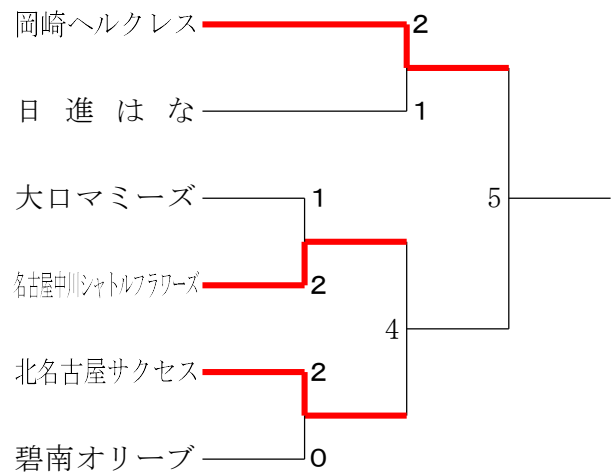 岡崎ヘルクレス
2
日進はな
1
大口マミーズ
1
5
名古屋中川シャトルフラワーズ
2
4
北名古屋サクセス
2
碧南オリーブ
0